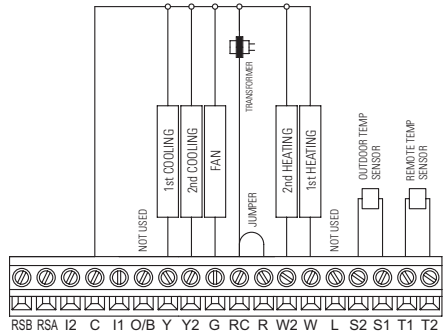 TRANSFORMER
1st COOLING
2nd COOLING
FAN
2nd HEATING
1st HEATING
OUTDOOR TEMP
SENSOR
REMOTE TEMP
SENSOR
NOT USED
JUMPER
NOT USED
RSB RSA I2 C I1 O/B Y Y2 G RC R W2 W L S2 S1 T1 T2